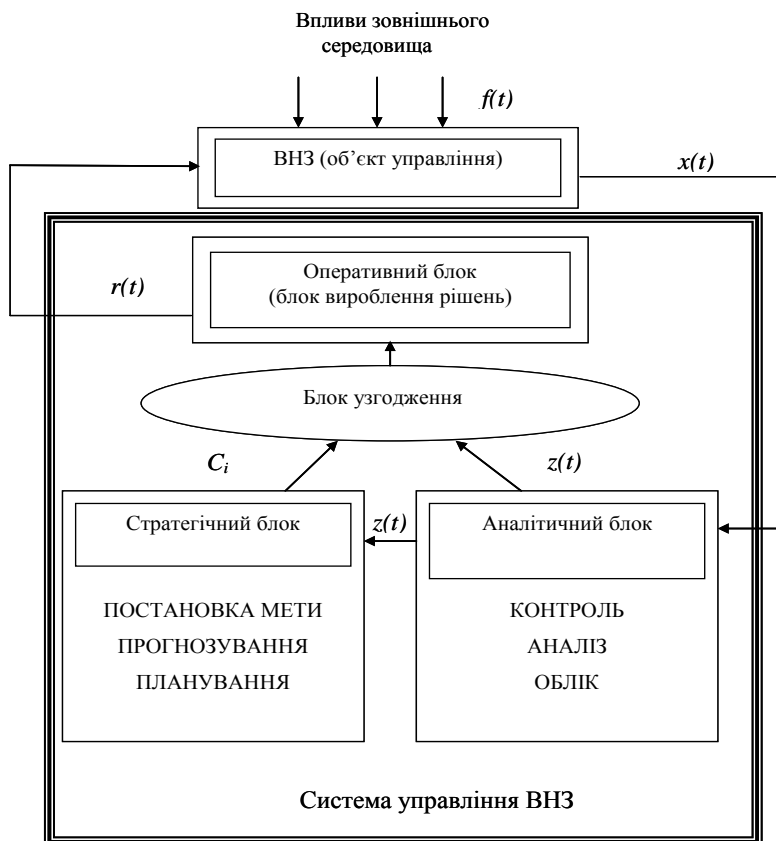 Впливи зовнішнього
середовища
f(t)
ВНЗ (об’єкт управління)
x(t)
Оперативний блок
(блок вироблення рішень)
r(t)
Блок узгодження
C_i
z(t)
Стратегічний блок
z(t)
Аналітичний блок
ПОСТАНОВКА МЕТИ
ПРОГНОЗУВАННЯ
ПЛАНУВАННЯ
КОНТРОЛЬ
АНАЛІЗ
ОБЛІК
Система управління ВНЗ